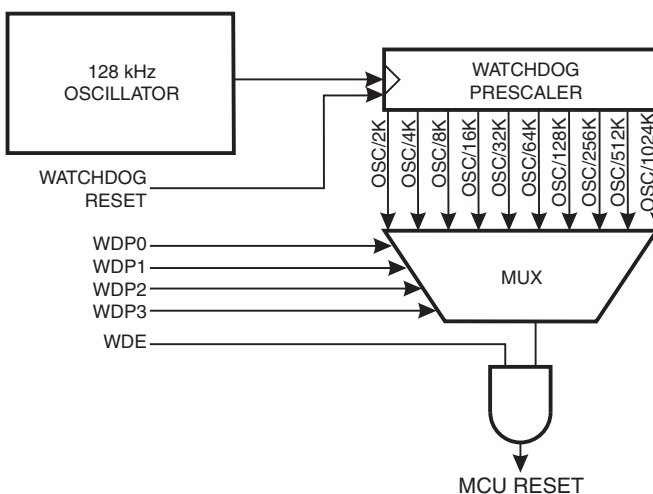 128 kHz
OSCILLATOR
WATCHDOG
PRESCALER
OSC/2K
OSC/4K
OSC/8K
OSC/16K
OSC/32K
OSC/64K
OSC/128K
OSC/256K
OSC/512K
OSC/1024K
WATCHDOG
RESET
WDP0
WDP1
WDP2
WDP3
WDE
MUX
MCU RESET